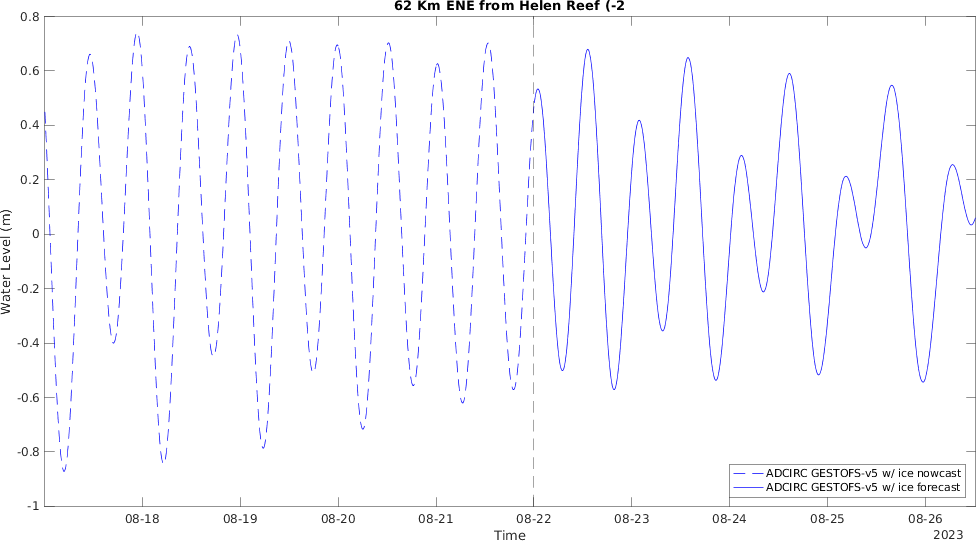 62 Km ENE from Helen Reef (-2
Water Level (m)
0.8
0.6
0.4
0.2
0
-0.2
-0.4
-0.6
-0.8
-1
08-18 08-19 08-20 08-21 08-22 08-23 08-24 08-25 08-26
Time
2023
ADCIRC GESTOFS-v5 w/ ice nowcast
ADCIRC GESTOFS-v5 w/ ice forecast